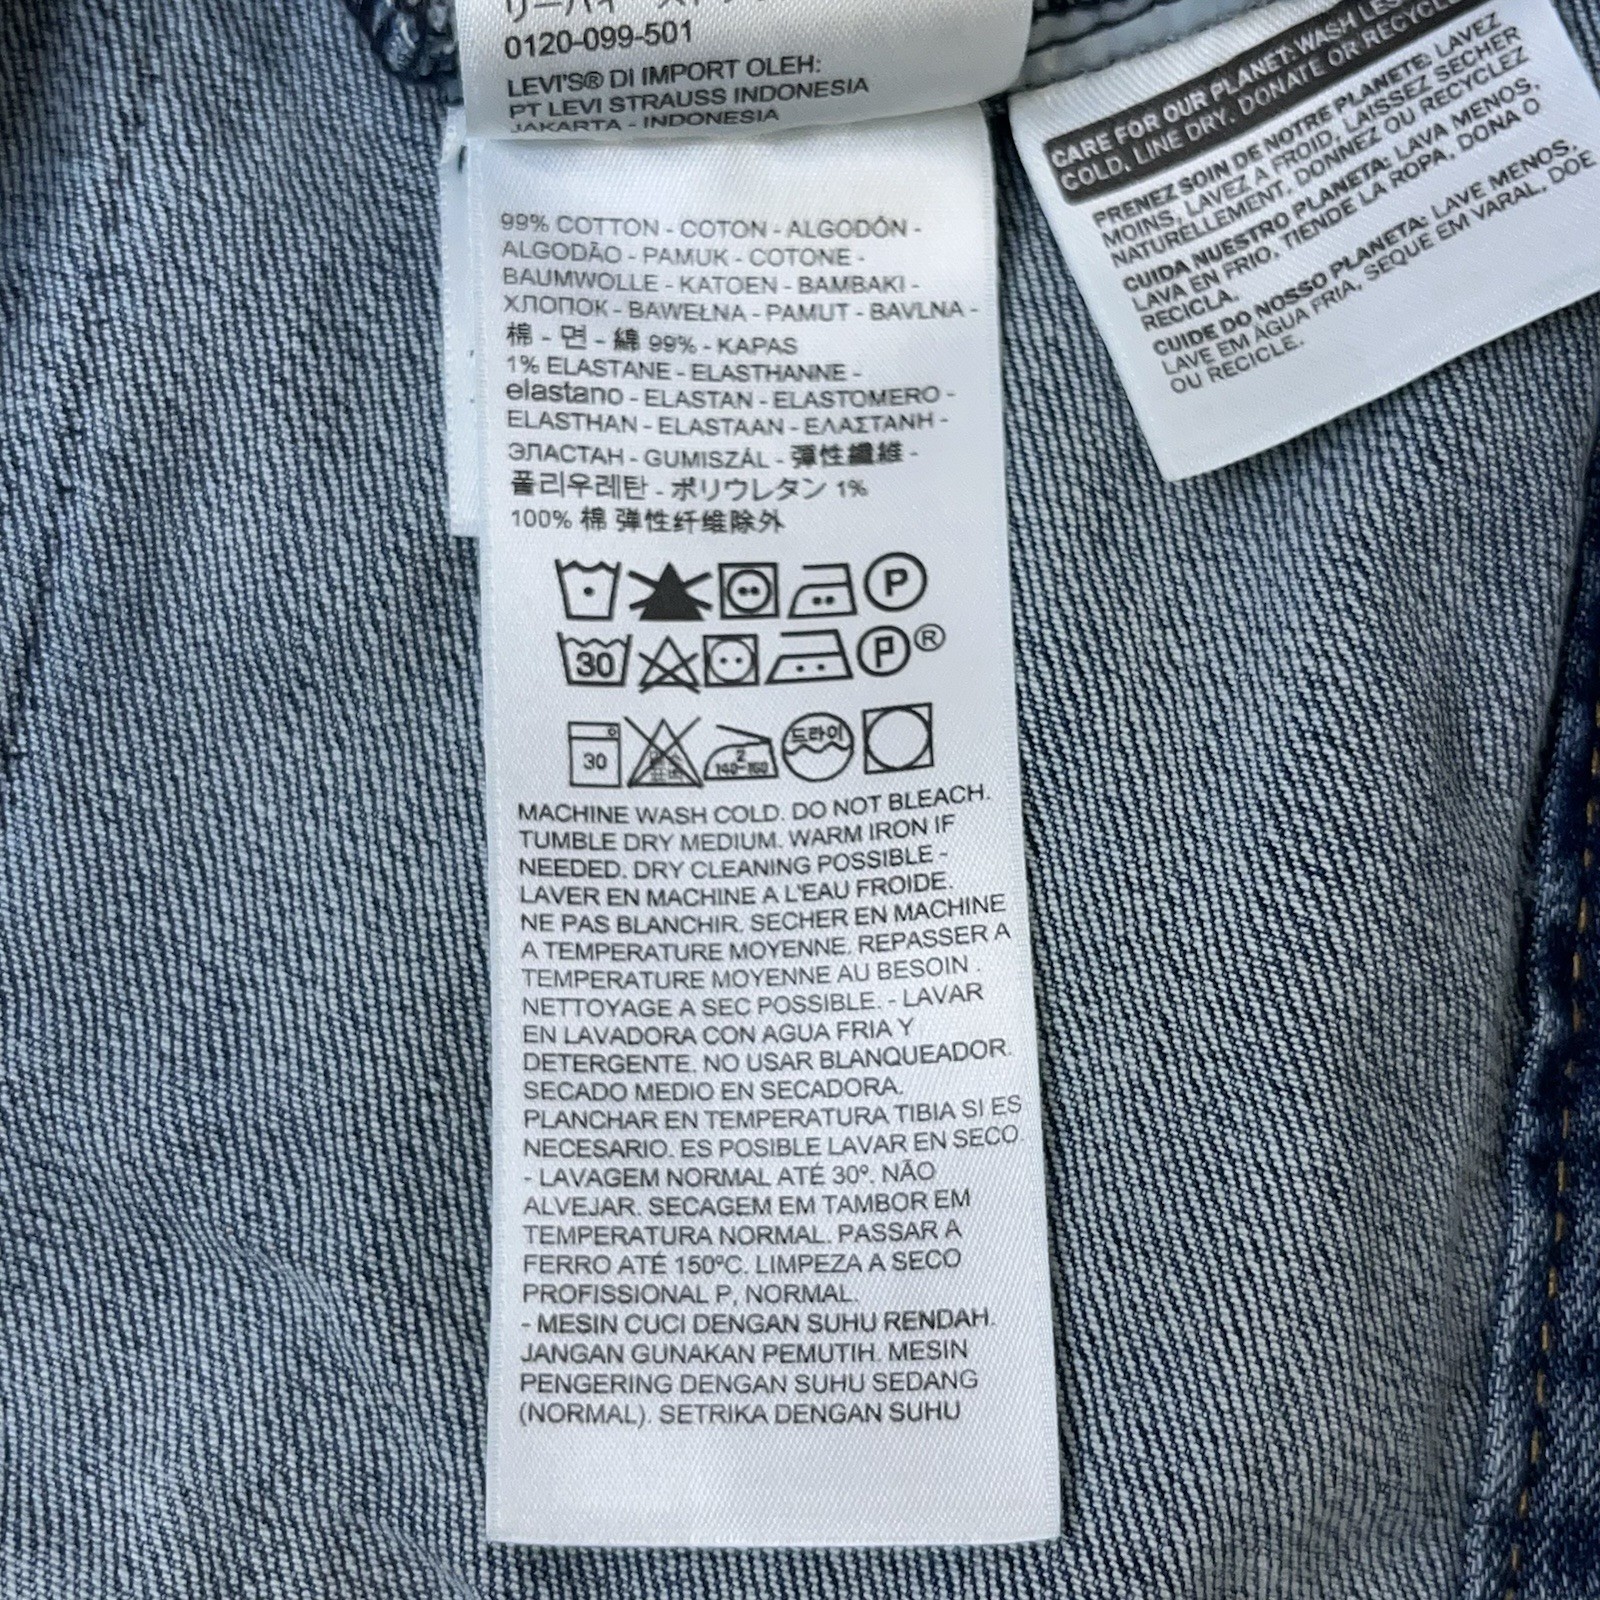 0120-099-501
LEVI'S® DI IMPORT OLEH:
PT LEVI STRAUSS INDONESIA
JAKARTA - INDONESIA
99% COTTON - COTON - ALGODÓN -
ALGODÃO - PAMUK - COTONE -
BAUMWOLLE - KATOEN - BAMBAKI -
ХЛОПОК - BAWEŁNA - PAMUT - BAVLNA -
棉 - 면 - 綿 99% - KAPAS
1% ELASTANE - ELASTHANNE -
elastano - ELASTAN - ELASTOMERO -
ELASTHAN - ELASTAAN - ΕΛΑΣΤΑΝΗ -
ЭЛАСТАН - GUMISZÁL - 彈性纖維 -
폴리우레탄 - ポリウレタン 1%
100% 棉 弹性纤维除外
P
30 P ®
30 2 140-160 드라이
MACHINE WASH COLD. DO NOT BLEACH.
TUMBLE DRY MEDIUM. WARM IRON IF
NEEDED. DRY CLEANING POSSIBLE -
LAVER EN MACHINE A L'EAU FROIDE.
NE PAS BLANCHIR. SECHER EN MACHINE
A TEMPERATURE MOYENNE. REPASSER A
TEMPERATURE MOYENNE AU BESOIN .
NETTOYAGE A SEC POSSIBLE. - LAVAR
EN LAVADORA CON AGUA FRIA Y
DETERGENTE. NO USAR BLANQUEADOR.
SECADO MEDIO EN SECADORA.
PLANCHAR EN TEMPERATURA TIBIA SI ES
NECESARIO. ES POSIBLE LAVAR EN SECO.
- LAVAGEM NORMAL ATÉ 30º. NÃO
ALVEJAR. SECAGEM EM TAMBOR EM
TEMPERATURA NORMAL. PASSAR A
FERRO ATÉ 150ºC. LIMPEZA A SECO
PROFISSIONAL P, NORMAL.
- MESIN CUCI DENGAN SUHU RENDAH.
JANGAN GUNAKAN PEMUTIH. MESIN
PENGERING DENGAN SUHU SEDANG
(NORMAL). SETRIKA DENGAN SUHU
CARE FOR OUR PLANET: WASH LESS
COLD, LINE DRY, DONATE OR RECYCLE
PRENEZ SOIN DE NOTRE PLANETE: LAVEZ
MOINS, LAVEZ A FROID, LAISSEZ SECHER
NATURELLEMENT, DONNEZ OU RECYCLEZ
CUIDA NUESTRO PLANETA: LAVA MENOS,
LAVA EN FRIO, TIENDE LA ROPA, DONA O
RECICLA.
CUIDE DO NOSSO PLANETA: LAVE MENOS,
LAVE EM ÁGUA FRIA, SEQUE EM VARAL, DOE
OU RECICLE.